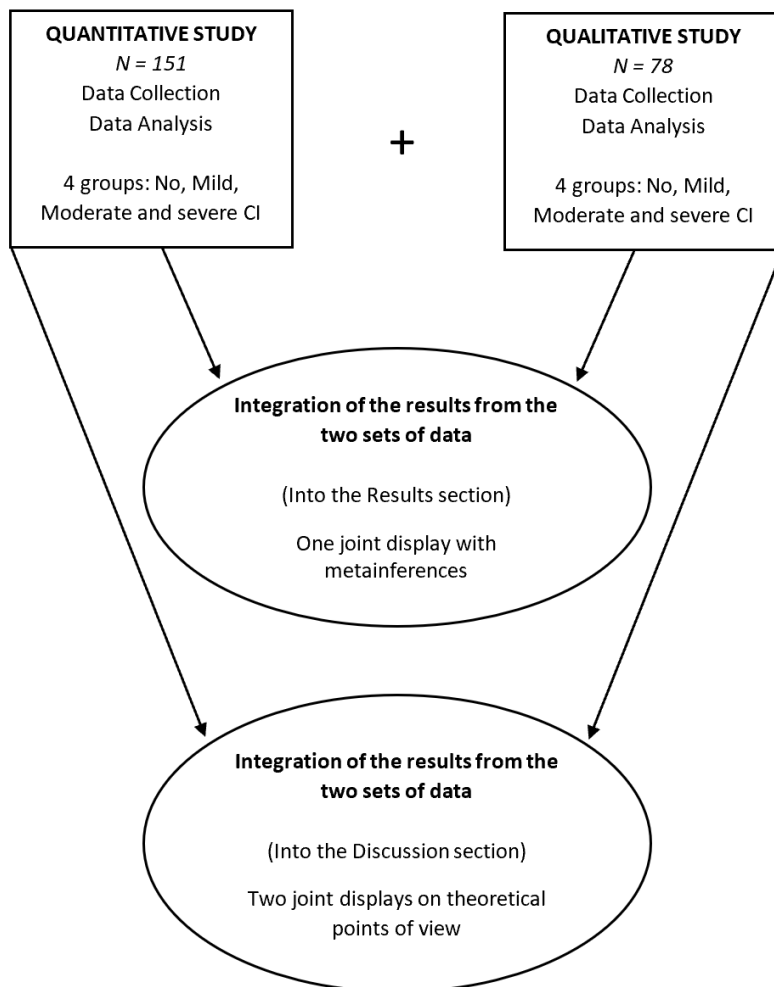 QUANTITATIVE STUDY
N = 151
Data Collection
Data Analysis
4 groups: No, Mild,
Moderate and severe CI
+
QUALITATIVE STUDY
N = 78
Data Collection
Data Analysis
4 groups: No, Mild,
Moderate and severe CI
Integration of the results from the
two sets of data
(Into the Results section)
One joint display with
metainferences
Integration of the results from the
two sets of data
(Into the Discussion section)
Two joint displays on theoretical
points of view